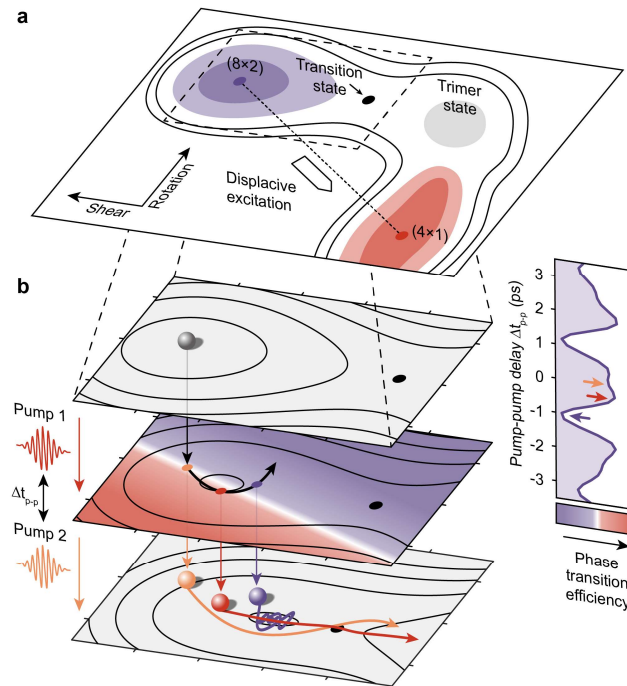 a
(8×2)
Transition
state
Trimer
state
Rotation
Shear
Displacive
excitation
(4×1)
b
Pump 1
Δt p-p
Pump 2
Pump-pump delay Δt p-p (ps)
3
2
1
0
-1
-2
-3
Phase
transition
efficiency